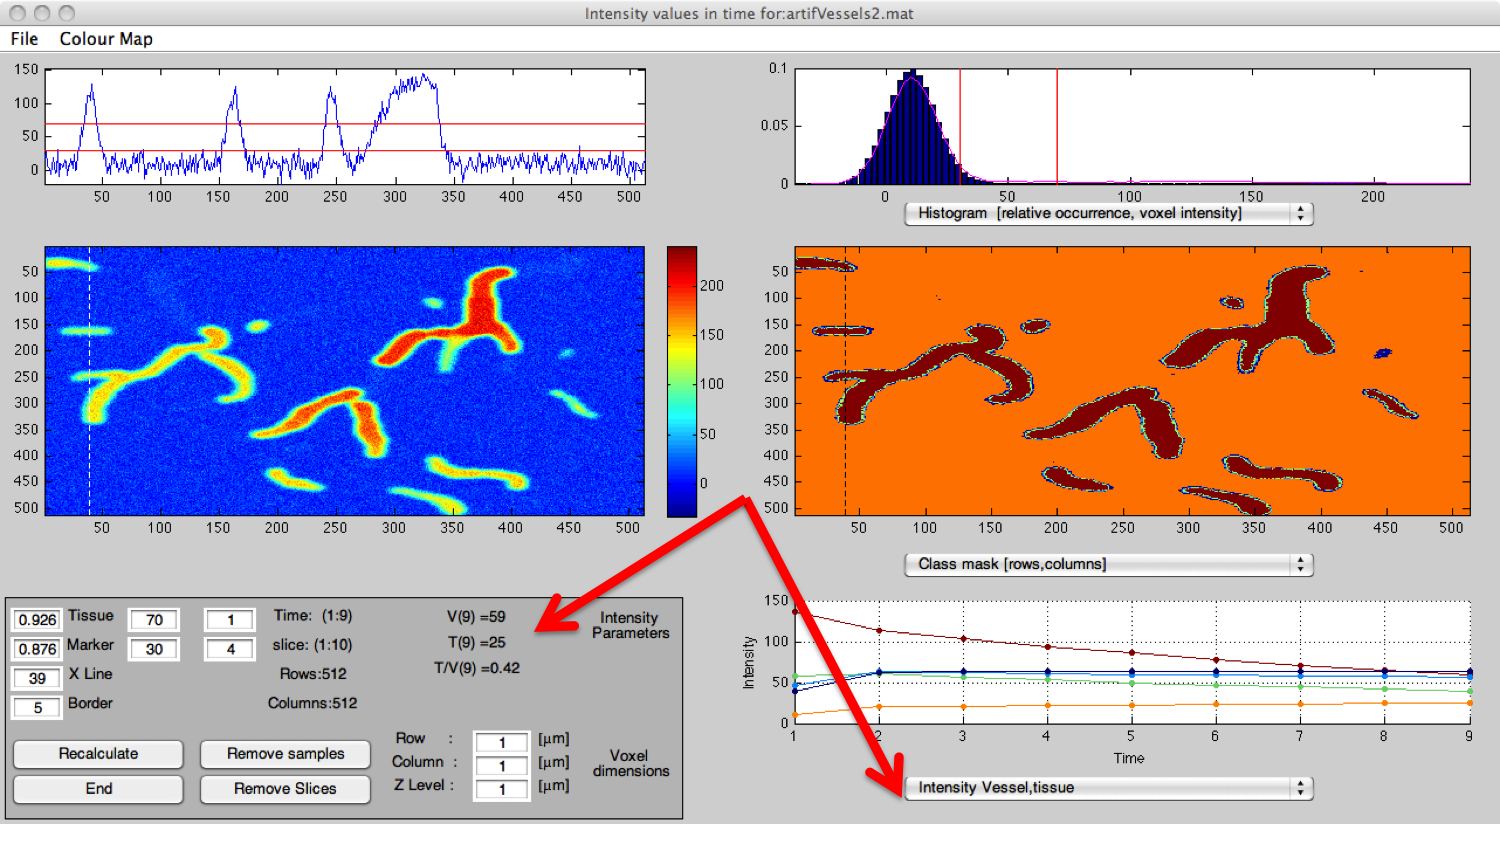 Intensity values in time for:artifVessels2.mat
File Colour Map
150
100
50
0
50 100 150 200 250 300 350 400 450 500
0.1
0.05
0
0 50 100 150 200
Histogram [relative occurrence, voxel intensity]
50
100
150
200
250
300
350
400
450
500
50 100 150 200 250 300 350 400 450 500
200
150
100
50
0
50
100
150
200
250
300
350
400
450
500
50 100 150 200 250 300 350 400 450 500
Class mask [rows,columns]
0.926 Tissue 70 1 Time: (1:9) V(9) =59 Intensity
Parameters
0.876 Marker 30 4 slice: (1:10) T(9) =25
39 X Line Rows:512 T/V(9) =0.42
5 Border Columns:512
Recalculate Remove samples
End Remove Slices
Row : 1 [µm]
Column : 1 [µm]
Z Level : 1 [µm]
Voxel
dimensions
150
100
50
0
Intensity
1 2 3 4 5 6 7 8 9
Time
Intensity Vessel,tissue